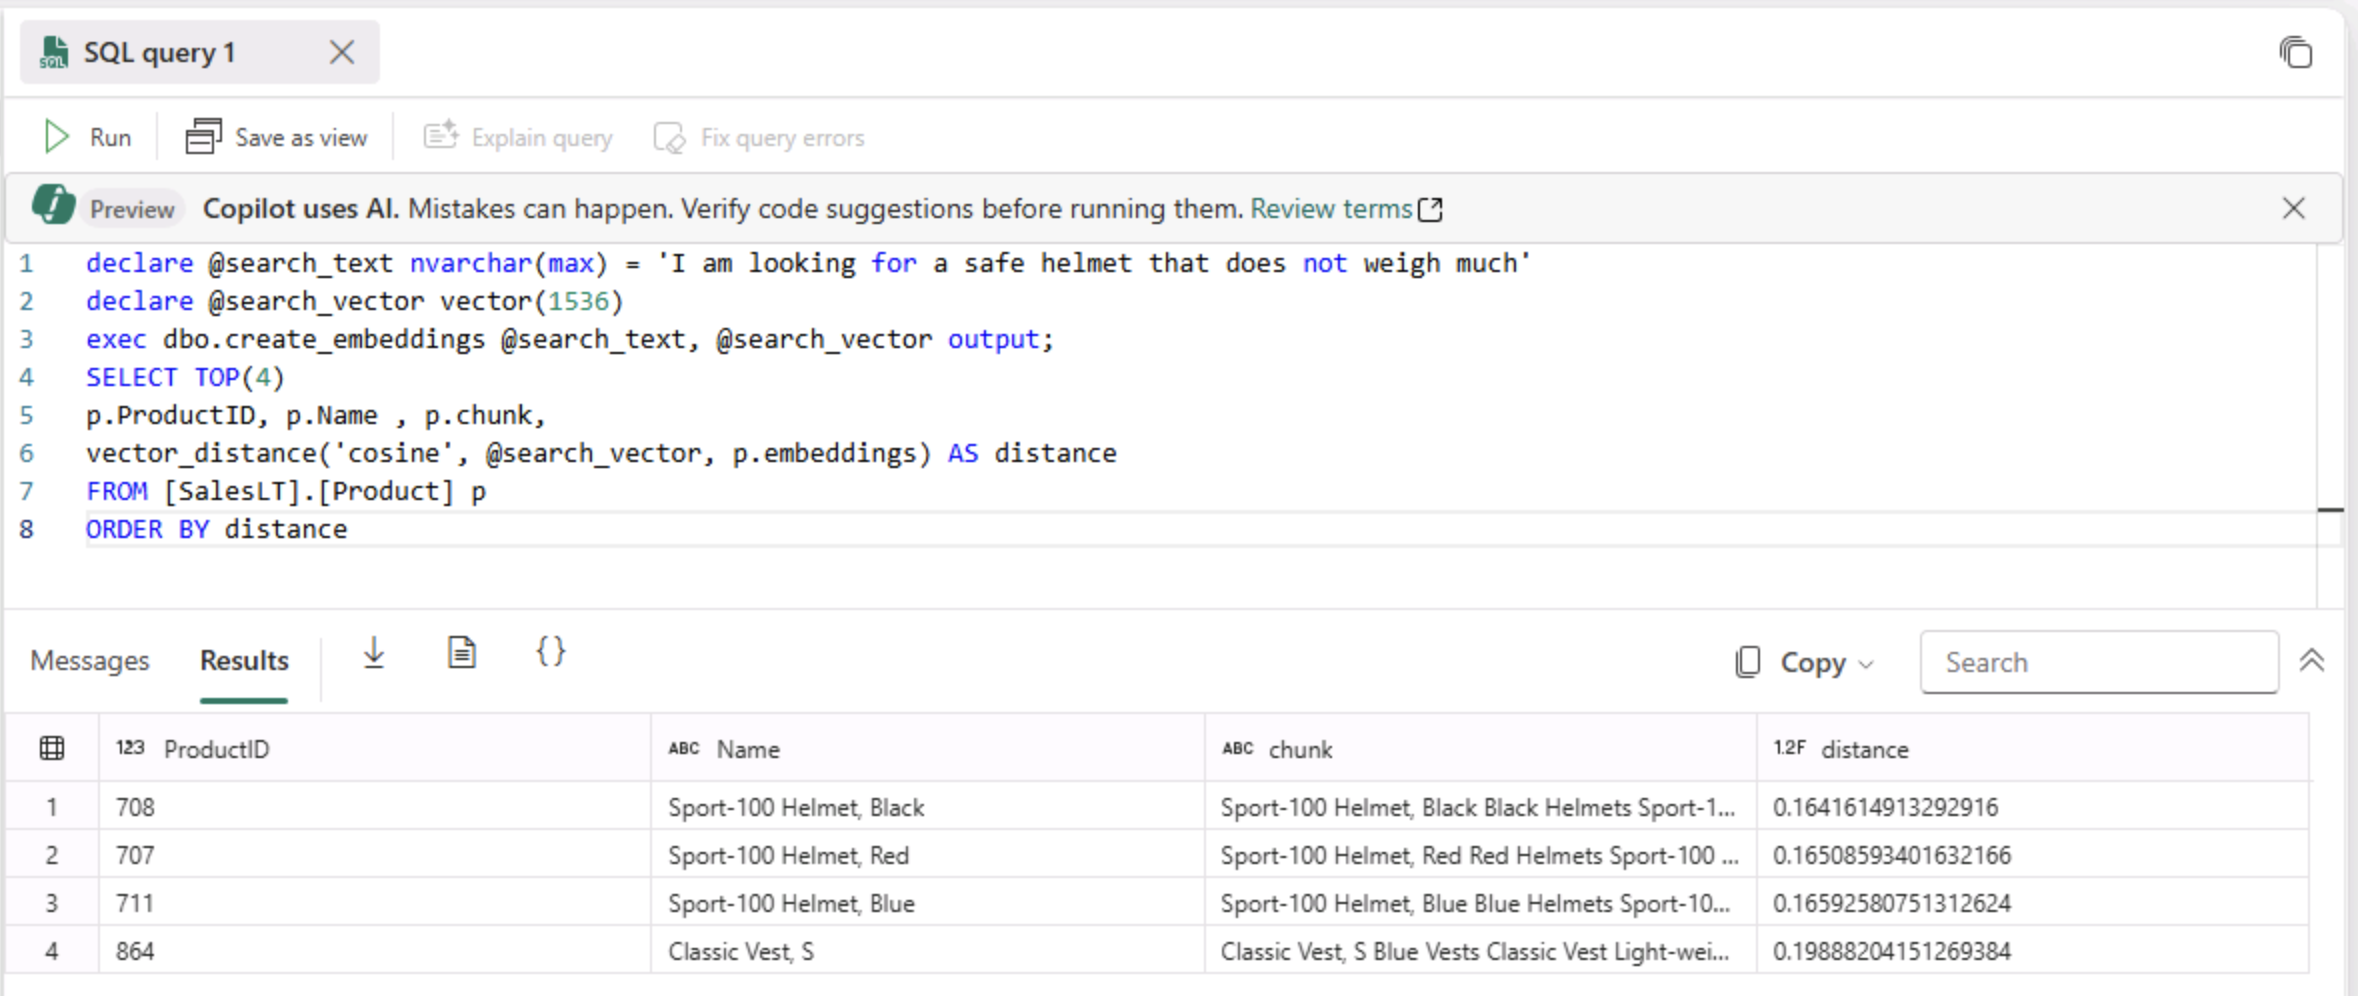 SQL query 1
Run Save as view Explain query Fix query errors
Preview Copilot uses AI. Mistakes can happen. Verify code suggestions before running them. Review terms
1 declare @search_text nvarchar(max) = 'I am looking for a safe helmet that does not weigh much'
2 declare @search_vector vector(1536)
3 exec dbo.create_embeddings @search_text, @search_vector output;
4 SELECT TOP(4)
5 p.ProductID, p.Name , p.chunk,
6 vector_distance('cosine', @search_vector, p.embeddings) AS distance
7 FROM [SalesLT].[Product] p
8 ORDER BY distance
Messages Results {} Copy Search
123 ProductID ABC Name ABC chunk 1.2F distance
1 708 Sport-100 Helmet, Black Sport-100 Helmet, Black Black Helmets Sport-1... 0.1641614913292916
2 707 Sport-100 Helmet, Red Sport-100 Helmet, Red Red Helmets Sport-100 ... 0.16508593401632166
3 711 Sport-100 Helmet, Blue Sport-100 Helmet, Blue Blue Helmets Sport-10... 0.16592580751312624
4 864 Classic Vest, S Classic Vest, S Blue Vests Classic Vest Light-wei... 0.19888204151269384